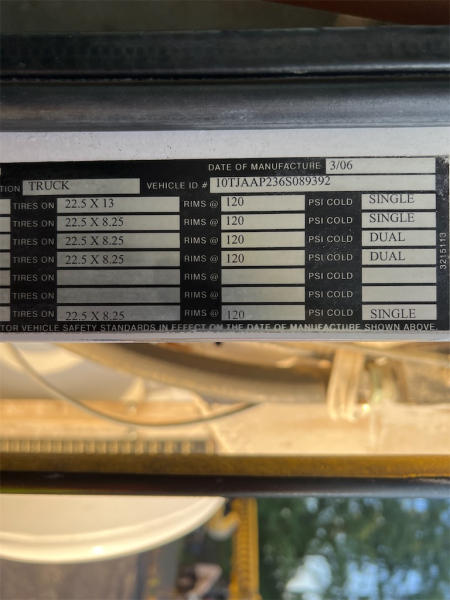 DATE OF MANUFACTURE 3/06
TION TRUCK VEHICLE ID # 10TJAAP236S089392
TIRES ON 22.5 X 13 RIMS @ 120 PSI COLD SINGLE
TIRES ON 22.5 X 8.25 RIMS @ 120 PSI COLD SINGLE
TIRES ON 22.5 X 8.25 RIMS @ 120 PSI COLD DUAL
TIRES ON 22.5 X 8.25 RIMS @ 120 PSI COLD DUAL
TIRES ON RIMS @ PSI COLD
TIRES ON RIMS @ PSI COLD
TIRES ON 22.5 X 8.25 RIMS @ 120 PSI COLD SINGLE
TOR VEHICLE SAFETY STANDARDS IN EFFECT ON THE DATE OF MANUFACTURE SHOWN ABOVE.
3215113